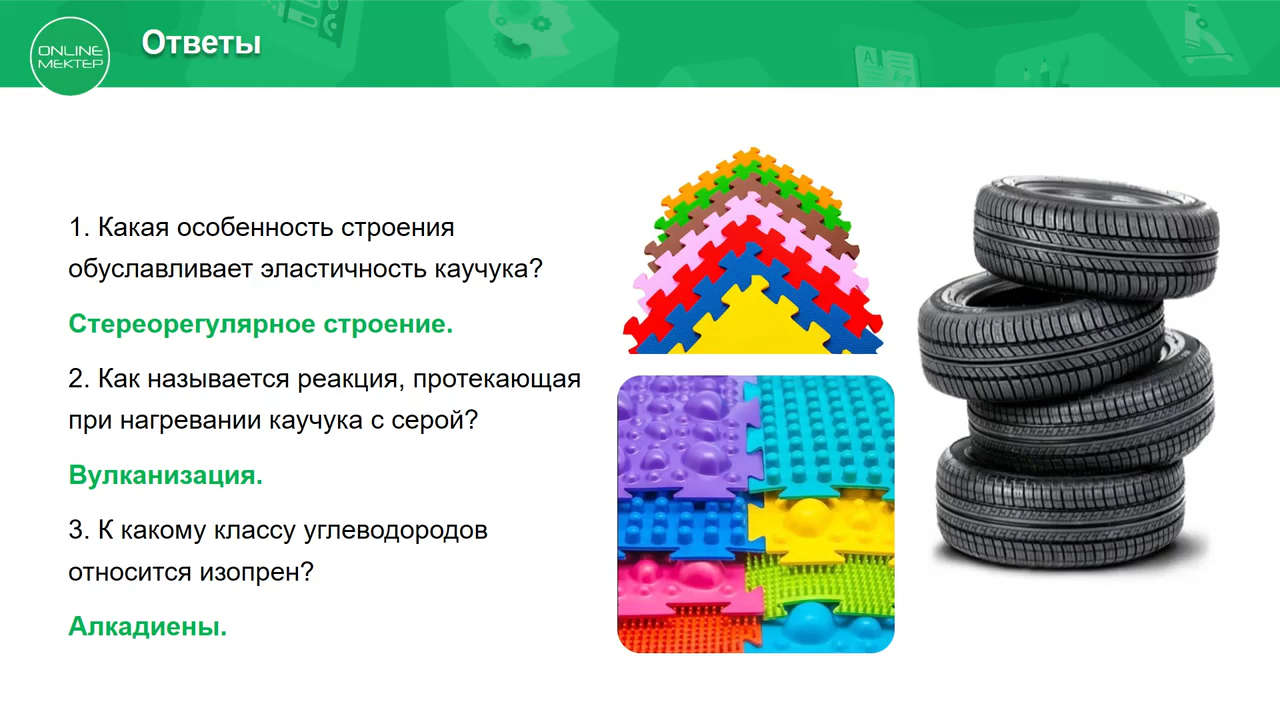 ONLINE
МЕКТЕР
Ответы
1. Какая особенность строения
обуславливает эластичность каучука?
Стереорегулярное строение.
2. Как называется реакция, протекающая
при нагревании каучука с серой?
Вулканизация.
3. К какому классу углеводородов
относится изопрен?
Алкадиены.